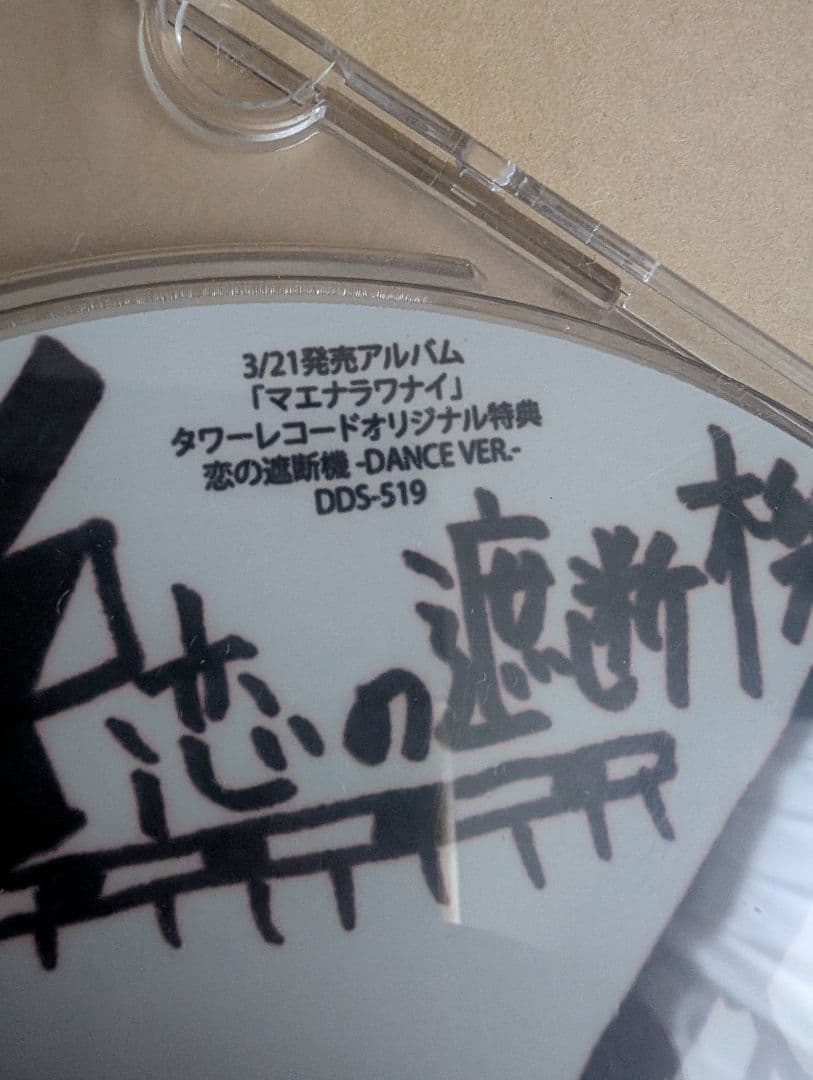 3/21発売アルバム
「マエナラワナイ」
タワーレコードオリジナル特典
恋の遮断機 -DANCE VER.-
DDS-519
恋の遮断機